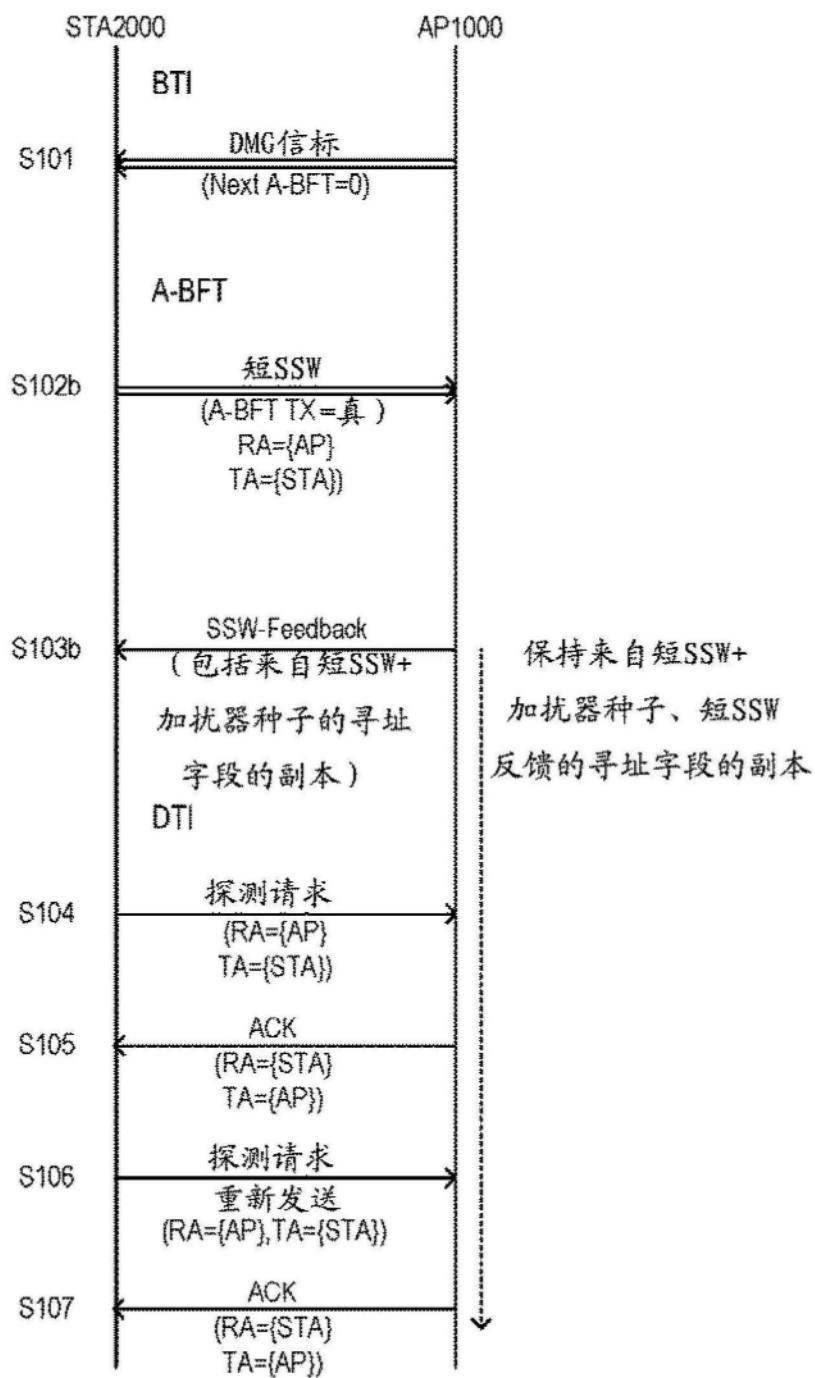 STA2000 AP1000
BTI
S101
DMG信标
(Next A-BFT=0)
A-BFT
S102b
短SSW
(A-BFT TX=真)
RA={AP}
TA={STA))
S103b
SSW-Feedback
(包括来自短SSW+
加扰器种子的寻址
字段的副本)
保持来自短SSW+
加扰器种子、短SSW
反馈的寻址字段的副本
DTI
S104
探测请求
(RA={AP}
TA={STA})
S105
ACK
(RA={STA}
TA={AP})
S106
探测请求
重新发送
(RA={AP},TA={STA})
S107
ACK
(RA={STA}
TA={AP})